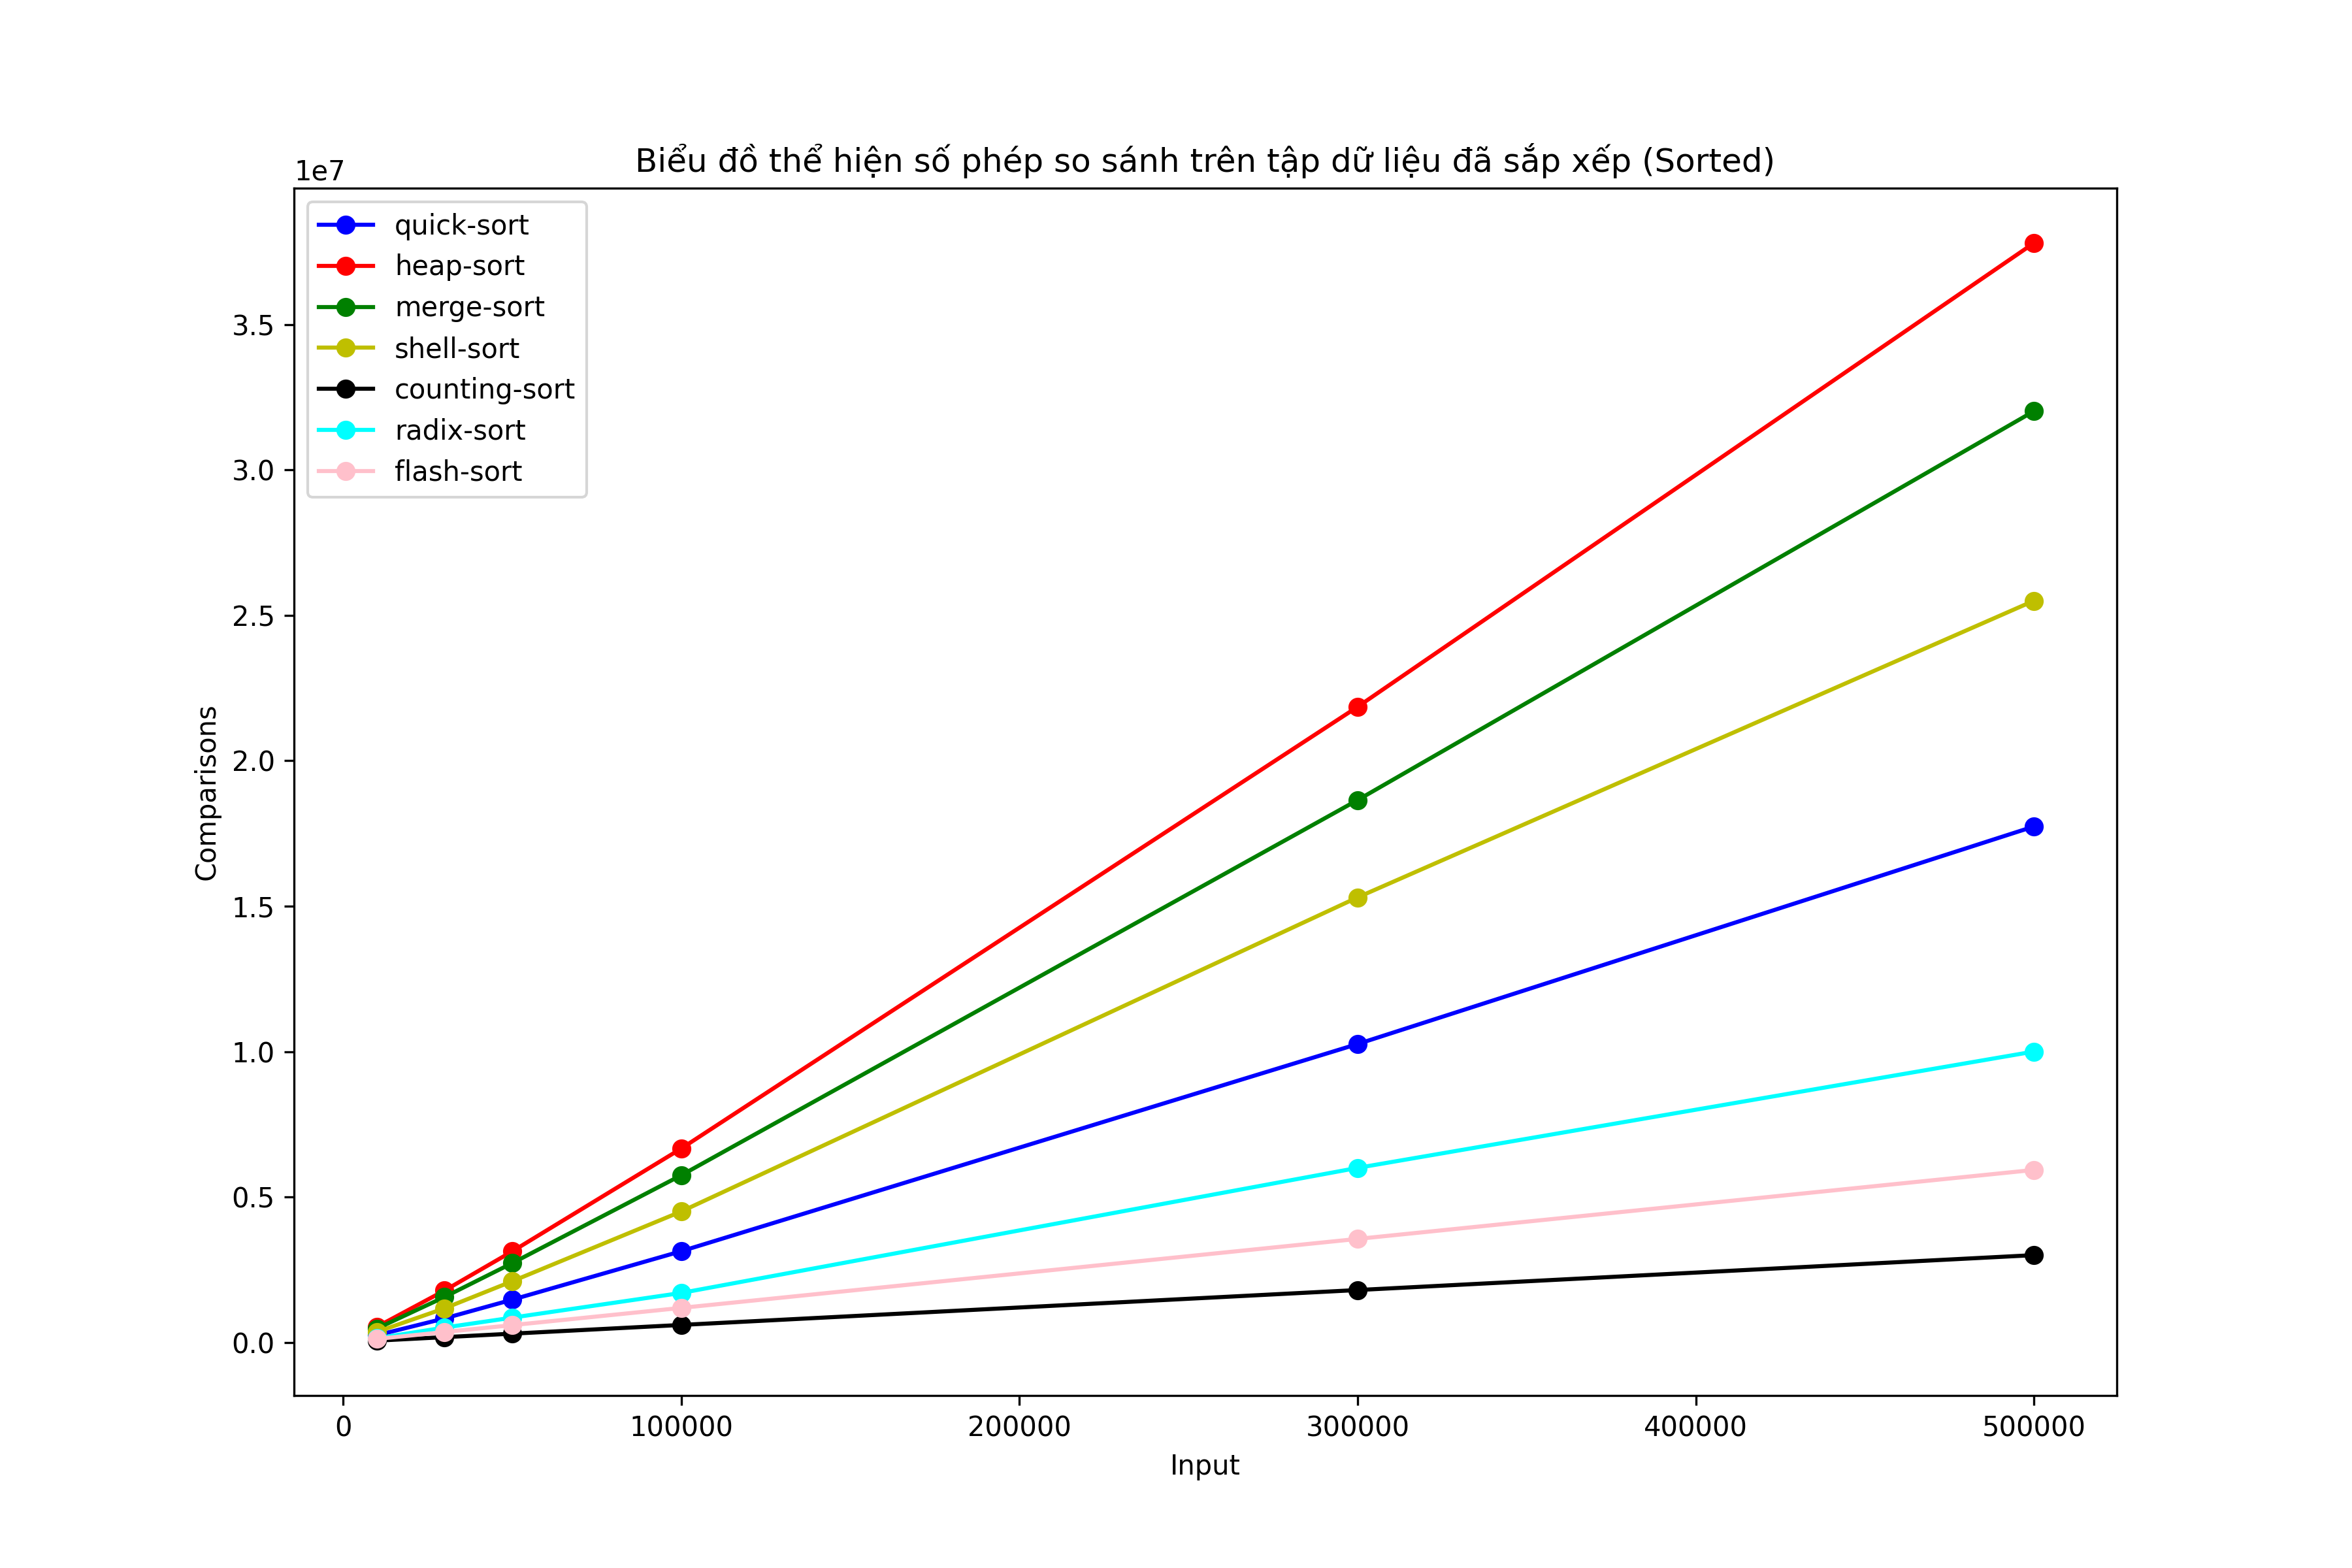 Biểu đồ thể hiện số phép so sánh trên tập dữ liệu đã sắp xếp (Sorted)
1e7
quick-sort
heap-sort
merge-sort
shell-sort
counting-sort
radix-sort
flash-sort
3.5
3.0
2.5
2.0
1.5
1.0
0.5
0.0
Comparisons
0 100000 200000 300000 400000 500000
Input